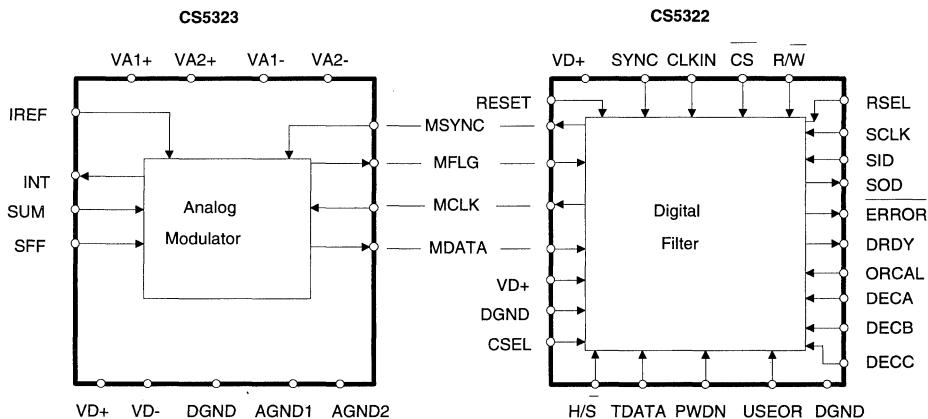 CS5323
CS5322
VA1+ VA2+ VA1- VA2-
VD+ SYNC CLKIN C̅S̅ R/W̅
IREF
INT
SUM
SFF
Analog
Modulator
MSYNC
MFLG
MCLK
MDATA
RESET
VD+
DGND
CSEL
Digital
Filter
RSEL
SCLK
SID
SOD
E̅R̅R̅O̅R̅
DRDY
ORCAL
DECA
DECB
DECC
VD+ VD- DGND AGND1 AGND2
H/S̅ TDATA PWDN USEOR DGND